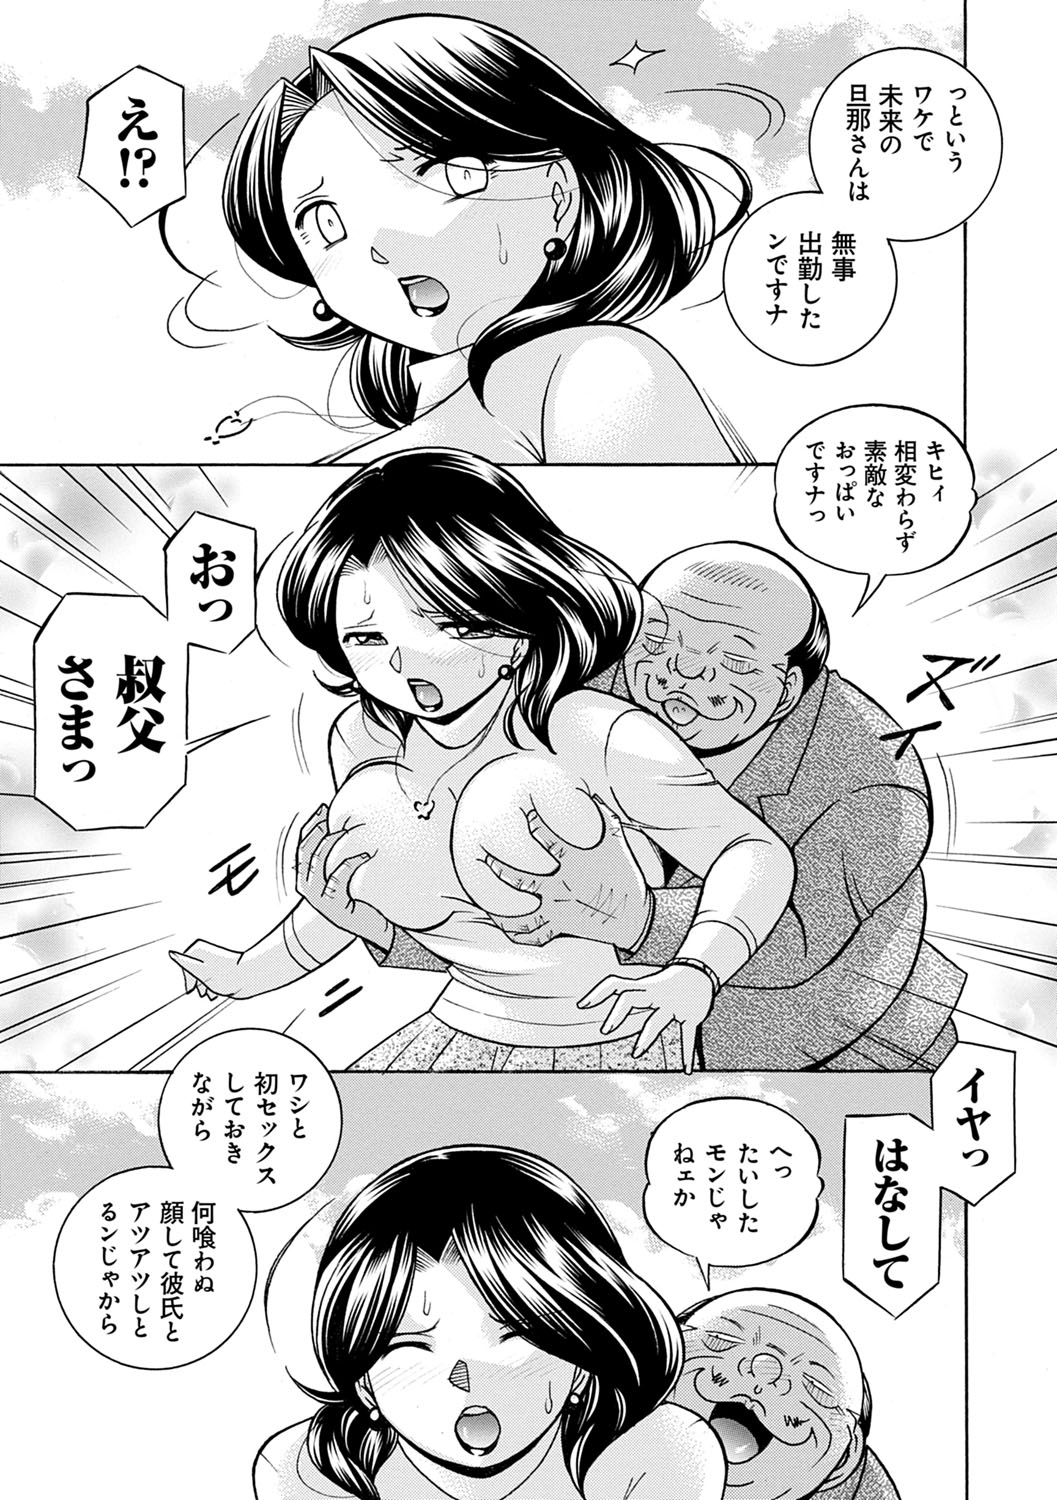 っという
ワケで
未来の
旦那さんは
無事
出勤した
ンですナ
え!?
キヒィ
相変わらず
素敵な
おっぱい
ですナっ
おっ
叔父
さまっ
ズイ
モ
ニ
イヤっ
はなして
へっ
たいした
モンじゃ
ねェか
ワシと
初セックス
しておき
ながら
何喰わぬ
顔して彼氏と
アツアツしと
るンじゃから